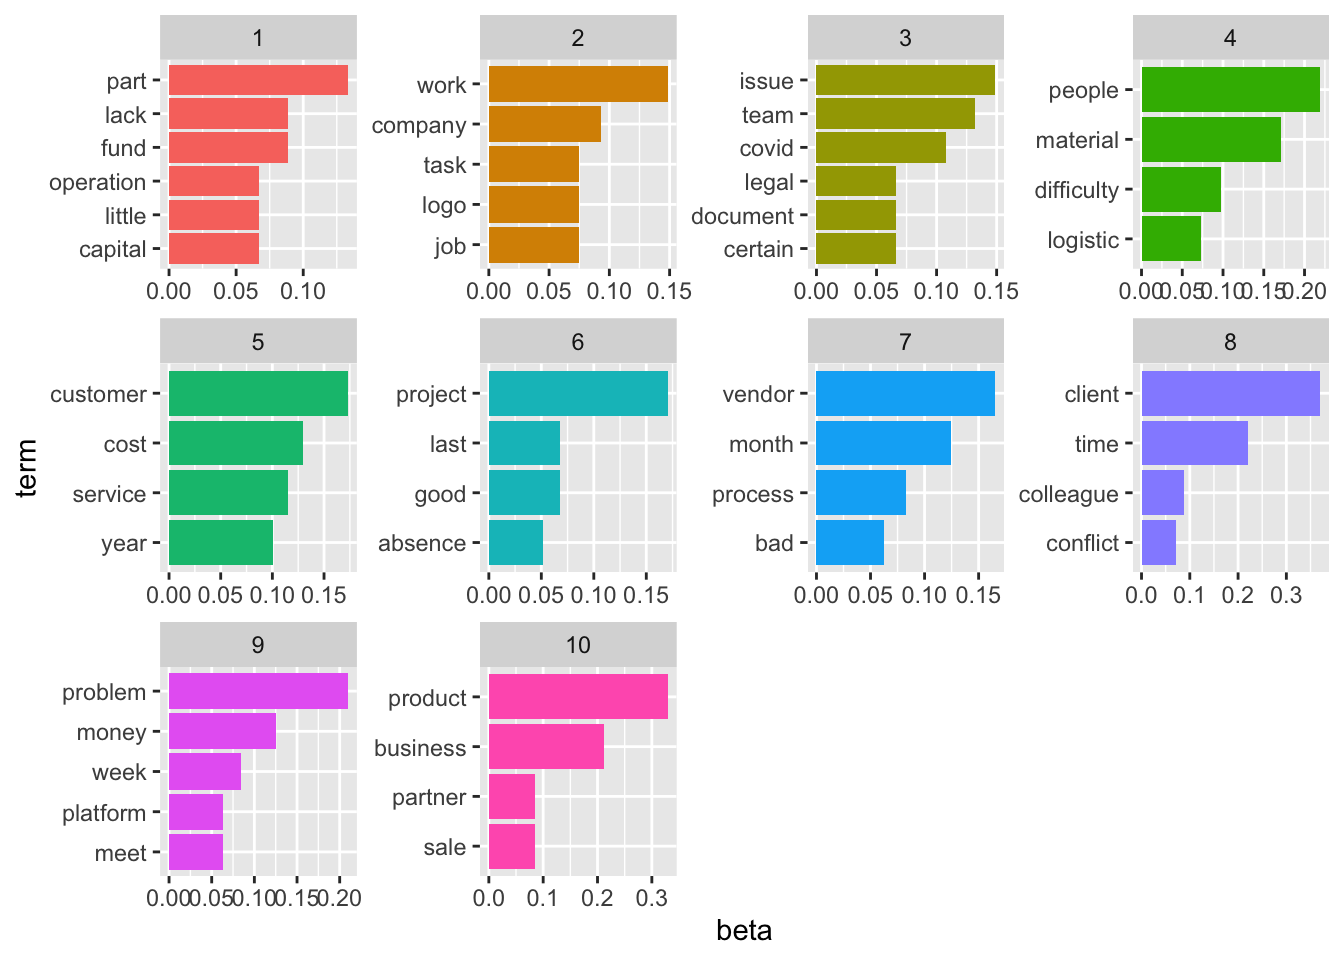 1
2
3
4
part
lack
fund
operation
little
capital
0.00 0.05 0.10
work
company
task
logo
job
0.00 0.05 0.10 0.15
issue
team
covid
legal
document
certain
0.00 0.05 0.10 0.15
people
material
difficulty
logistic
0.00 0.05 0.10 0.15 0.20
5
6
7
8
customer
cost
service
year
0.00 0.05 0.10 0.15
project
last
good
absence
0.00 0.05 0.10 0.15
vendor
month
process
bad
0.00 0.05 0.10 0.15
client
time
colleague
conflict
0.0 0.1 0.2 0.3
9
10
problem
money
week
platform
meet
0.00 0.05 0.10 0.15 0.20
product
business
partner
sale
0.0 0.1 0.2 0.3
term
beta